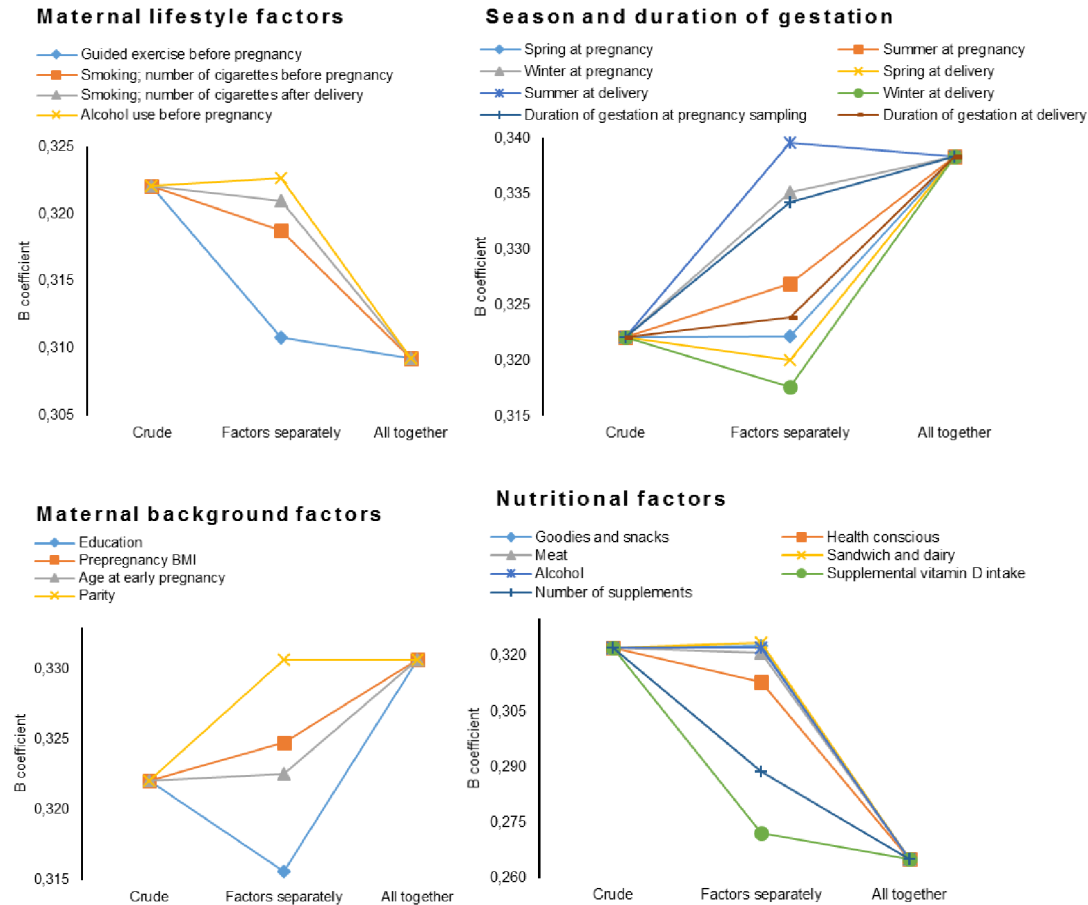 Maternal lifestyle factors
Guided exercise before pregnancy
Smoking; number of cigarettes before pregnancy
Smoking; number of cigarettes after delivery
Alcohol use before pregnancy
B coefficient
0,325
0,320
0,315
0,310
0,305
Crude Factors separately All together
Season and duration of gestation
Spring at pregnancy Summer at pregnancy
Winter at pregnancy Spring at delivery
Summer at delivery Winter at delivery
Duration of gestation at pregnancy sampling Duration of gestation at delivery
B coefficient
0,340
0,335
0,330
0,325
0,320
0,315
Crude Factors separately All together
Maternal background factors
Education
Prepregnancy BMI
Age at early pregnancy
Parity
B coefficient
0,330
0,325
0,320
0,315
Crude Factors separately All together
Nutritional factors
Goodies and snacks Health conscious
Meat Sandwich and dairy
Alcohol Supplemental vitamin D intake
Number of supplements
B coefficient
0,320
0,305
0,290
0,275
0,260
Crude Factors separately All together